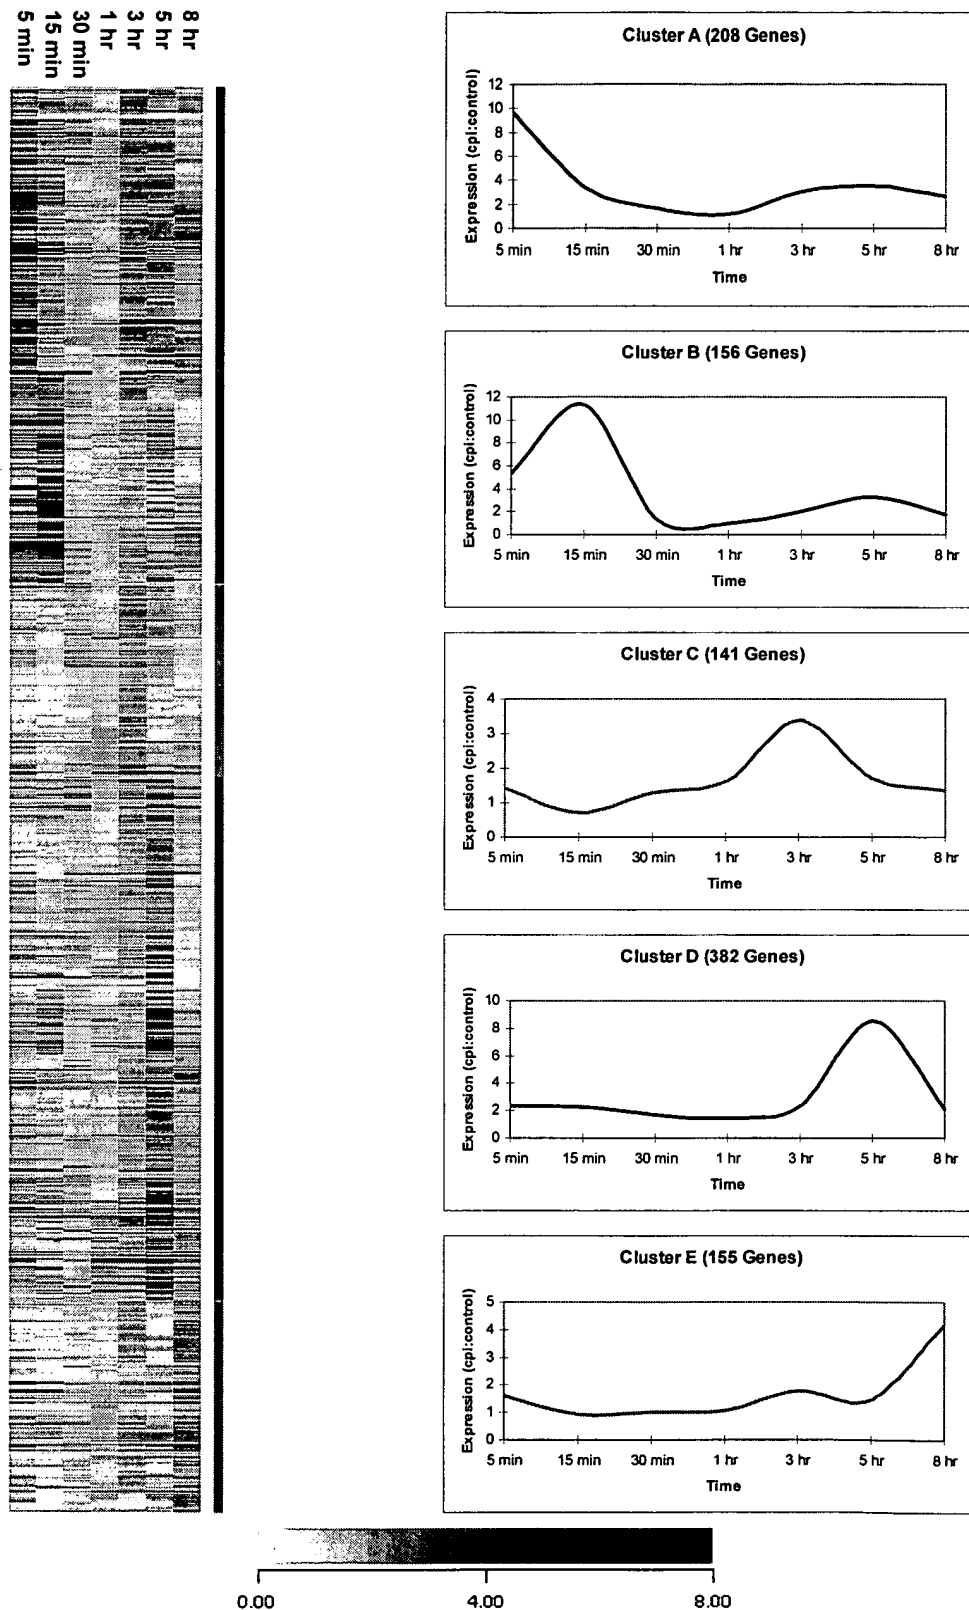 5 min
15 min
30 min
1 hr
3 hr
5 hr
8 hr
Cluster A (208 Genes)
Expression (cpi:control)
12
10
8
6
4
2
0
5 min 15 min 30 min 1 hr 3 hr 5 hr 8 hr
Time
Cluster B (156 Genes)
Expression (cpi:control)
12
10
8
6
4
2
0
5 min 15 min 30 min 1 hr 3 hr 5 hr 8 hr
Time
Cluster C (141 Genes)
Expression (cpi:control)
4
3
2
1
0
5 min 15 min 30 min 1 hr 3 hr 5 hr 8 hr
Time
Cluster D (382 Genes)
Expression (cpi:control)
10
8
6
4
2
0
5 min 15 min 30 min 1 hr 3 hr 5 hr 8 hr
Time
Cluster E (155 Genes)
Expression (cpi:control)
5
4
3
2
1
0
5 min 15 min 30 min 1 hr 3 hr 5 hr 8 hr
Time
0.00 4.00 8.00